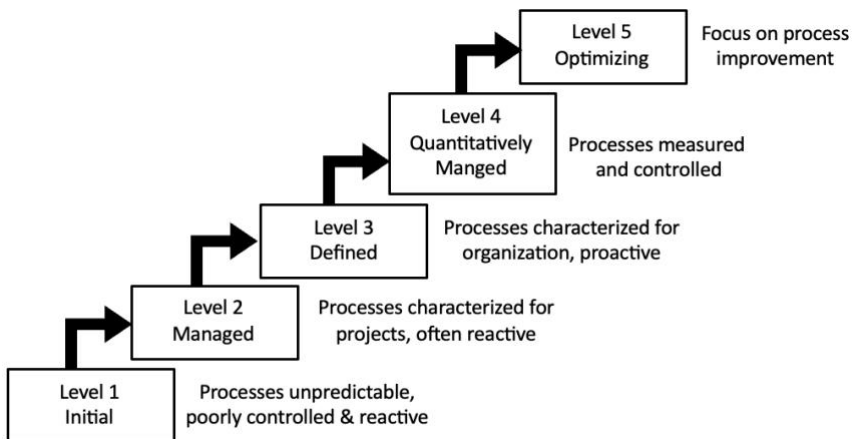 Level 5
Optimizing
Focus on process
improvement
Level 4
Quantitatively
Manged
Processes measured
and controlled
Level 3
Defined
Processes characterized for
organization, proactive
Level 2
Managed
Processes characterized for
projects, often reactive
Level 1
Initial
Processes unpredictable,
poorly controlled & reactive